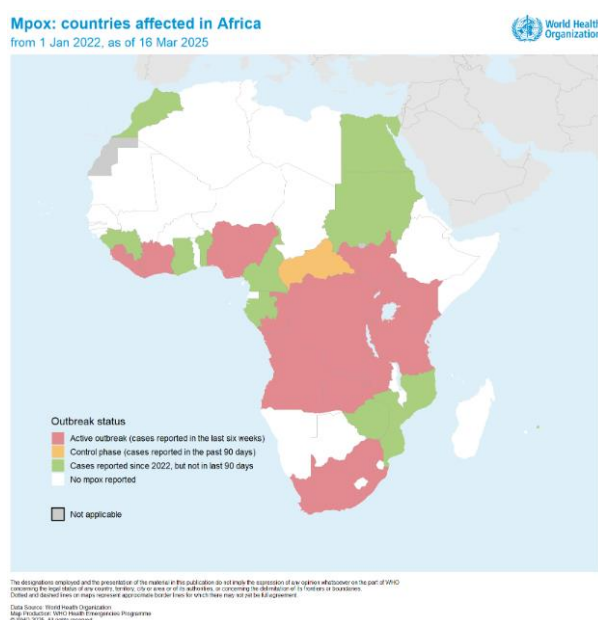 Mpox: countries affected in Africa
from 1 Jan 2022, as of 16 Mar 2025
World Health
Organization
Outbreak status
Active outbreak (cases reported in the last six weeks)
Control phase (cases reported in the past 90 days)
Cases reported since 2022, but not in last 90 days
No mpox reported
Not applicable
The designations employed and the presentation of the material in this publication do not imply the expression of any opinion whatsoever on the part of WHO
concerning the legal status of any country, territory, city or area or of its authorities, or concerning the delimitation of its frontiers or boundaries.
Dotted and dashed lines on maps represent approximate border lines for which there may not yet be full agreement.
Data Source: World Health Organization
Map Production: WHO Health Emergencies Programme
© WHO 2025. All rights reserved.